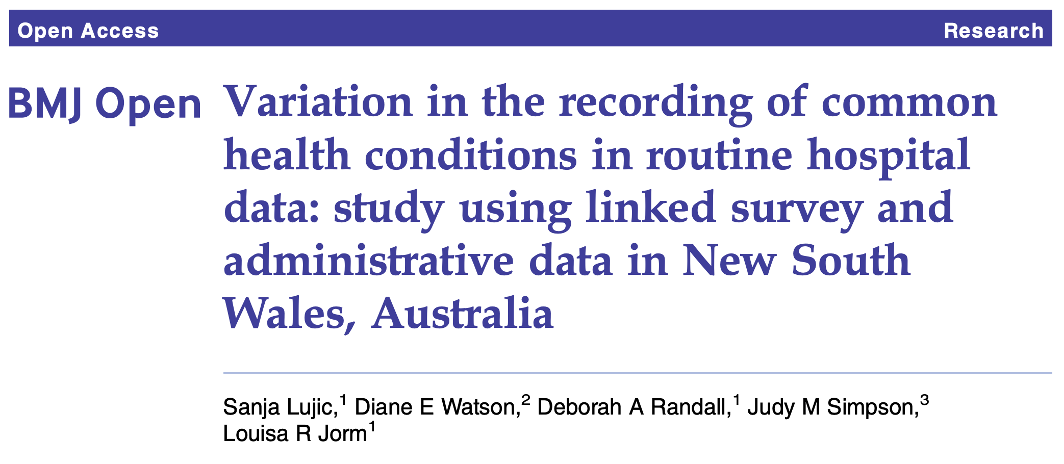 Open Access
Research
BMJ Open
Variation in the recording of common
health conditions in routine hospital
data: study using linked survey and
administrative data in New South
Wales, Australia
Sanja Lujic,1 Diane E Watson,2 Deborah A Randall,1 Judy M Simpson,3
Louisa R Jorm1